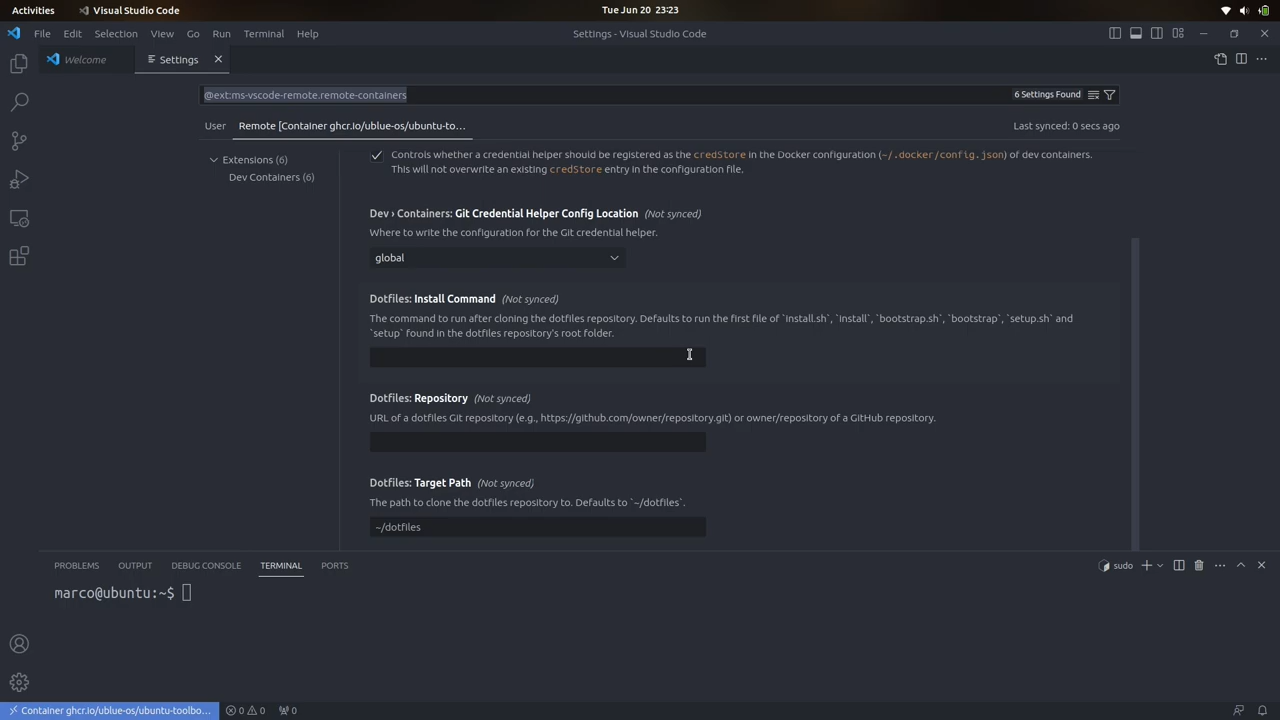 Activities
Visual Studio Code
Tue Jun 20 23:23
File Edit Selection View Go Run Terminal Help
Settings - Visual Studio Code
Welcome
Settings
@ext:ms-vscode-remote.remote-containers
6 Settings Found
User
Remote [Container ghcr.io/ublue-os/ubuntu-to…
Last synced: 0 secs ago
Extensions (6)
Dev Containers (6)
Controls whether a credential helper should be registered as the credStore in the Docker configuration (~/.docker/config.json) of dev containers.
This will not overwrite an existing credStore entry in the configuration file.
Dev › Containers: Git Credential Helper Config Location (Not synced)
Where to write the configuration for the Git credential helper.
global
Dotfiles: Install Command (Not synced)
The command to run after cloning the dotfiles repository. Defaults to run the first file of `install.sh`, `install`, `bootstrap.sh`, `bootstrap`, `setup.sh` and
`setup` found in the dotfiles repository's root folder.
Dotfiles: Repository (Not synced)
URL of a dotfiles Git repository (e.g., https://github.com/owner/repository.git) or owner/repository of a GitHub repository.
Dotfiles: Target Path (Not synced)
The path to clone the dotfiles repository to. Defaults to `~/dotfiles`.
~/dotfiles
PROBLEMS OUTPUT DEBUG CONSOLE TERMINAL PORTS
sudo
marco@ubuntu:~$
Container ghcr.io/ublue-os/ubuntu-toolbo…
0 0
0